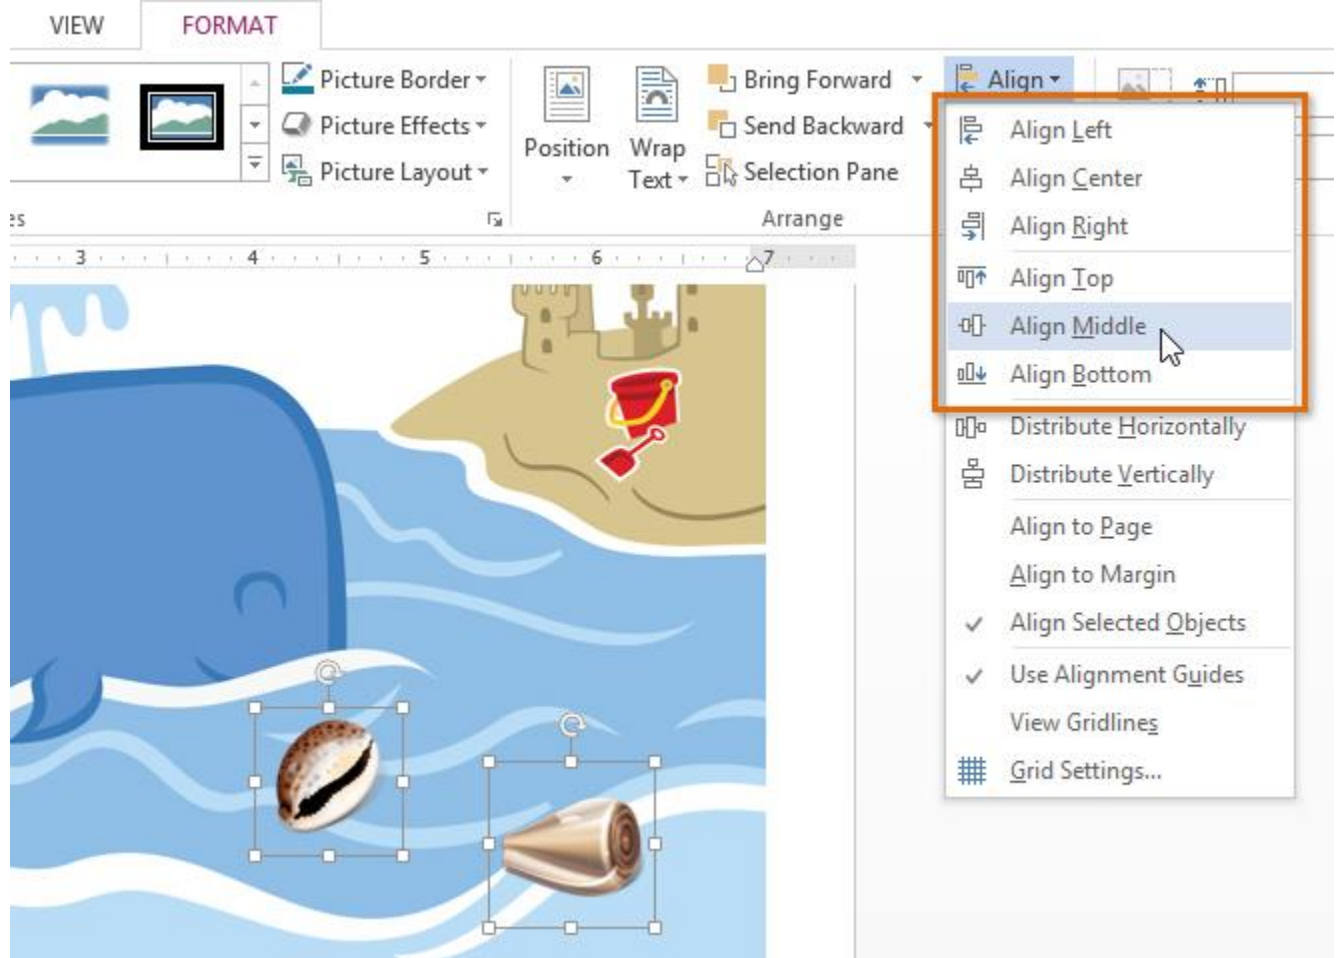 VIEW
FORMAT
Picture Border
Picture Effects
Picture Layout
Position
Wrap
Text
Bring Forward
Send Backward
Selection Pane
Align
es
Arrange
3 4 5 6 7
Align Left
Align Center
Align Right
Align Top
Align Middle
Align Bottom
Distribute Horizontally
Distribute Vertically
Align to Page
Align to Margin
Align Selected Objects
Use Alignment Guides
View Gridlines
Grid Settings...